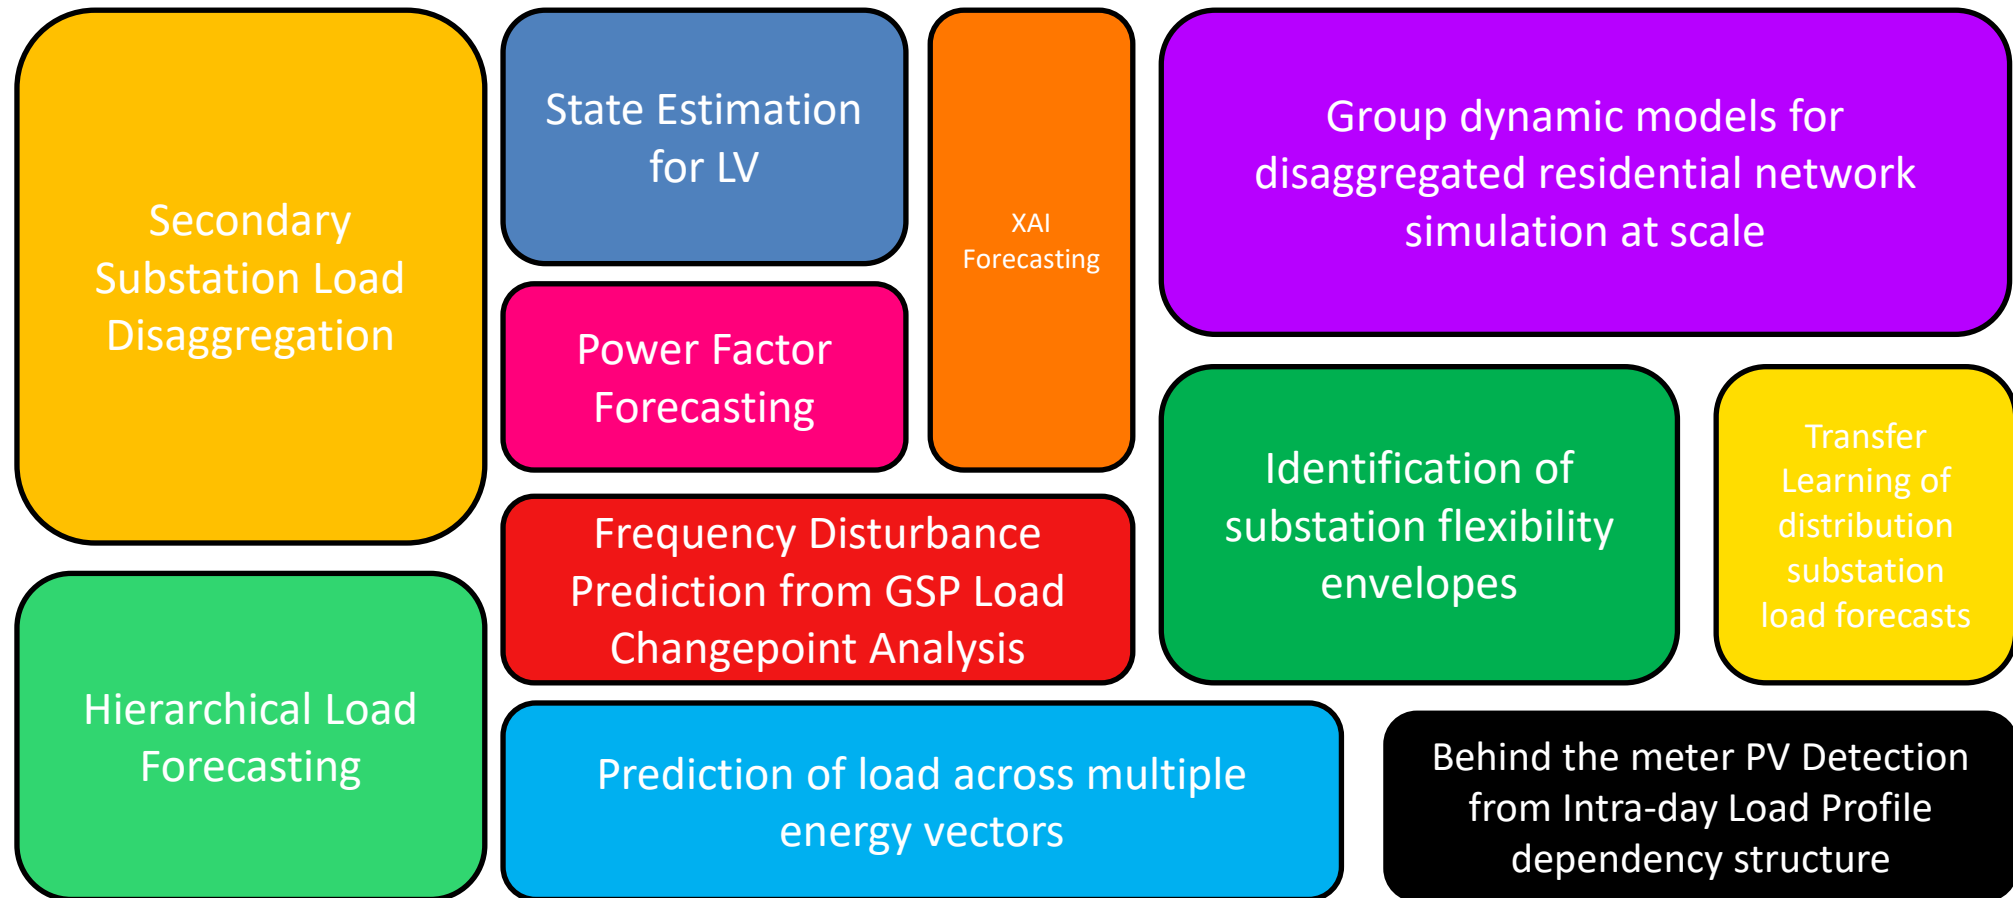 Secondary
Substation Load
Disaggregation
State Estimation
for LV
XAI
Forecasting
Group dynamic models for
disaggregated residential network
simulation at scale
Power Factor
Forecasting
Identification of
substation flexibility
envelopes
Transfer
Learning of
distribution
substation
load forecasts
Frequency Disturbance
Prediction from GSP Load
Changepoint Analysis
Hierarchical Load
Forecasting
Prediction of load across multiple
energy vectors
Behind the meter PV Detection
from Intra-day Load Profile
dependency structure